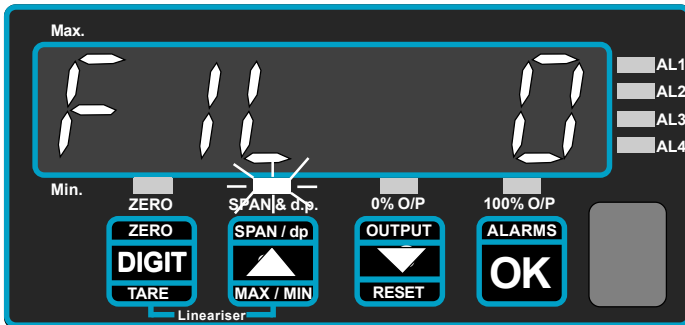 Max.
FIL 0
AL1
AL2
AL3
AL4
Min.
ZERO SPAN & d.p. 0% O/P 100% O/P
ZERO SPAN / dp OUTPUT ALARMS
DIGIT OK
TARE MAX / MIN RESET
Lineariser